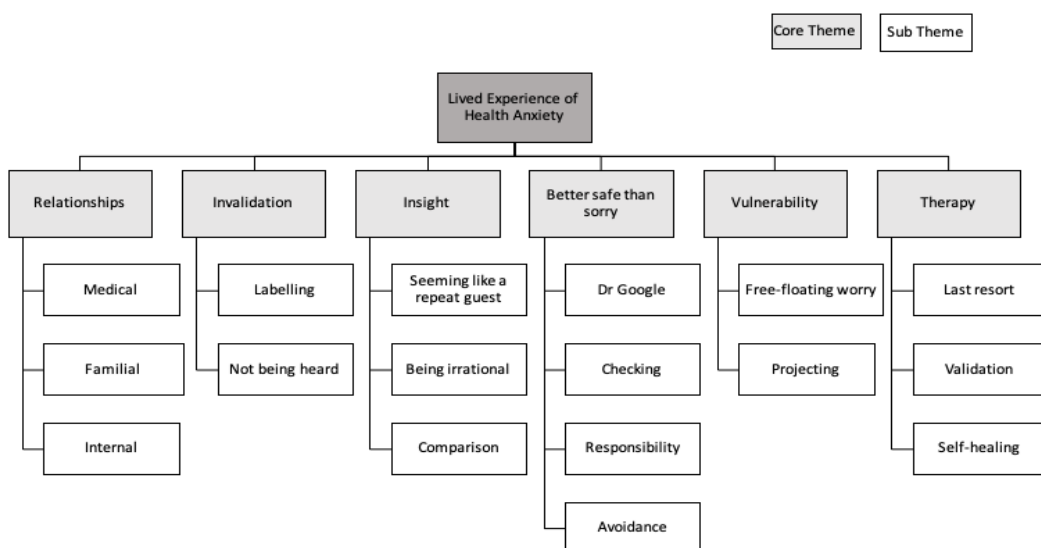 Core Theme
Sub Theme
Lived Experience of
Health Anxiety
Relationships
Invalidation
Insight
Better safe than
sorry
Vulnerability
Therapy
Medical
Familial
Internal
Labelling
Not being heard
Seeming like a
repeat guest
Being irrational
Comparison
Dr Google
Checking
Responsibility
Avoidance
Free-floating worry
Projecting
Last resort
Validation
Self-healing